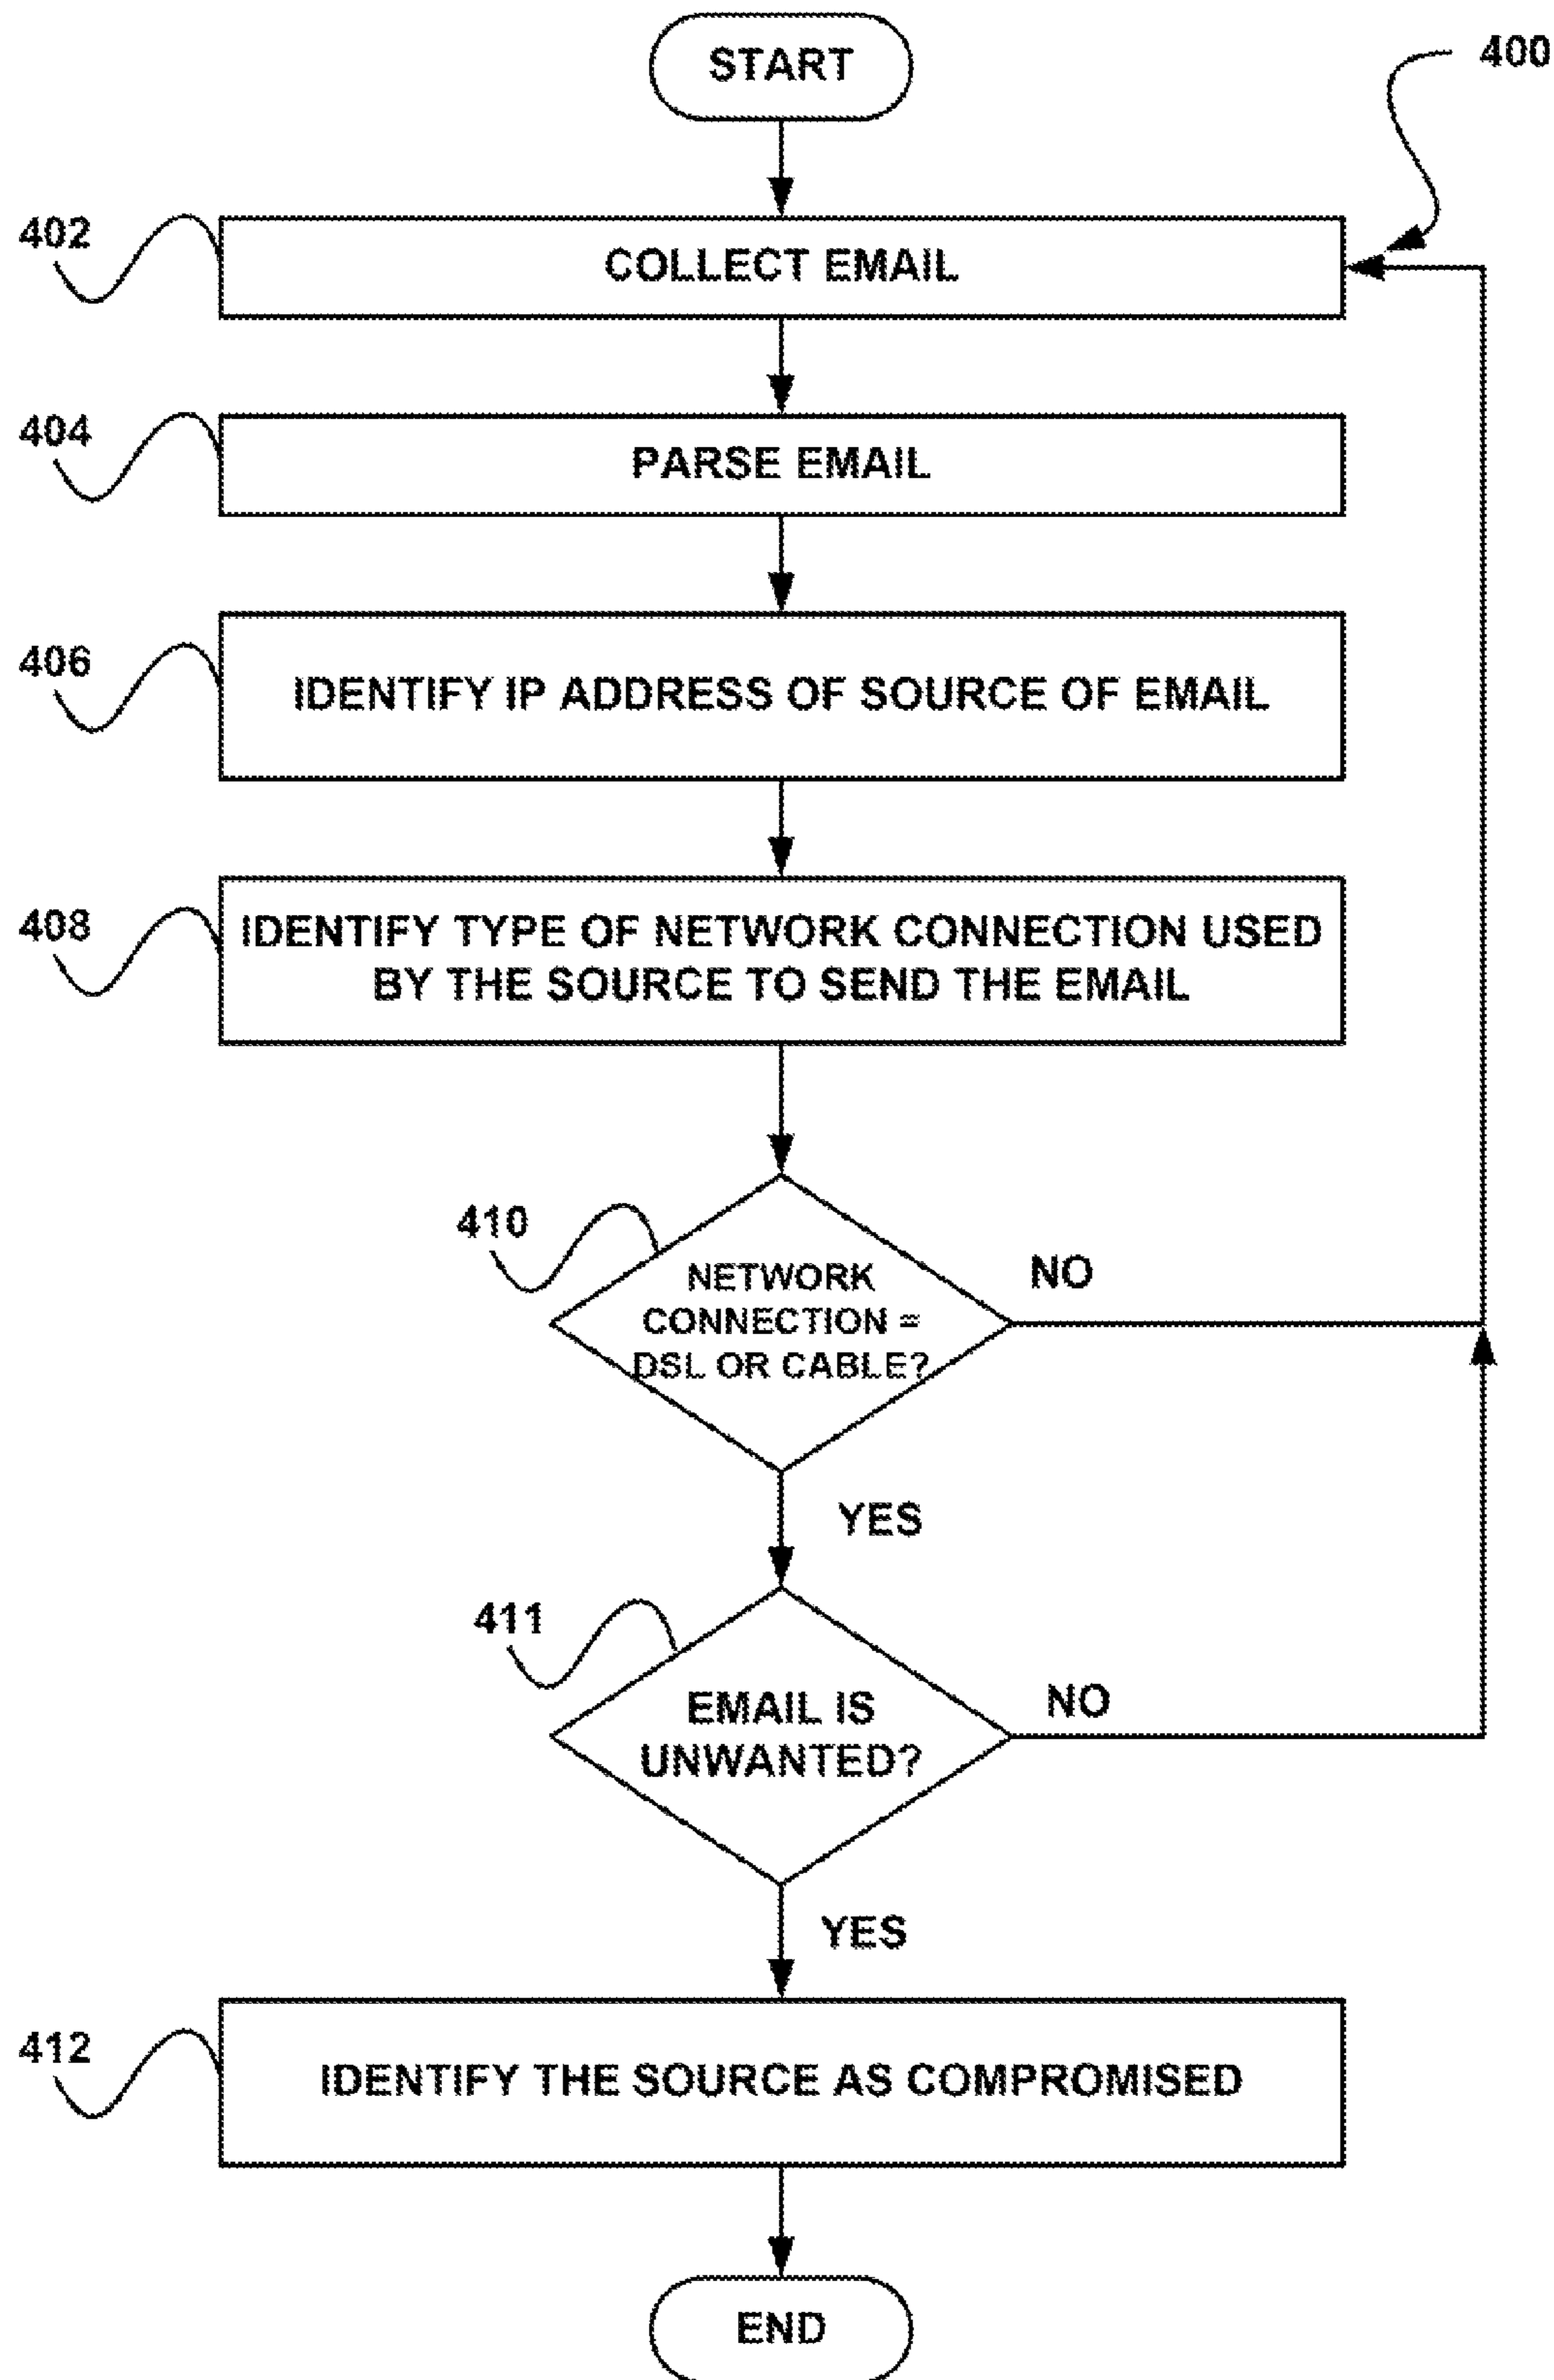 START
400
402
COLLECT EMAIL
404
PARSE EMAIL
406
IDENTIFY IP ADDRESS OF SOURCE OF EMAIL
408
IDENTIFY TYPE OF NETWORK CONNECTION USED
BY THE SOURCE TO SEND THE EMAIL
410
NETWORK
CONNECTION =
DSL OR CABLE?
NO
YES
411
EMAIL IS
UNWANTED?
NO
YES
412
IDENTIFY THE SOURCE AS COMPROMISED
END